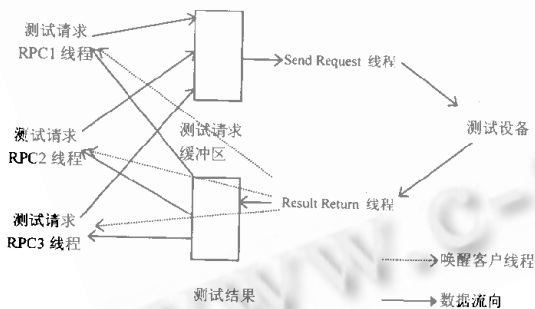 测试请求
RPC1 线程
Send Request 线程
测试设备
测试请求
缓冲区
测试请求
RPC2 线程
Result Return 线程
测试请求
RPC3 线程
唤醒客户线程
测试结果
数据流向
www.c-